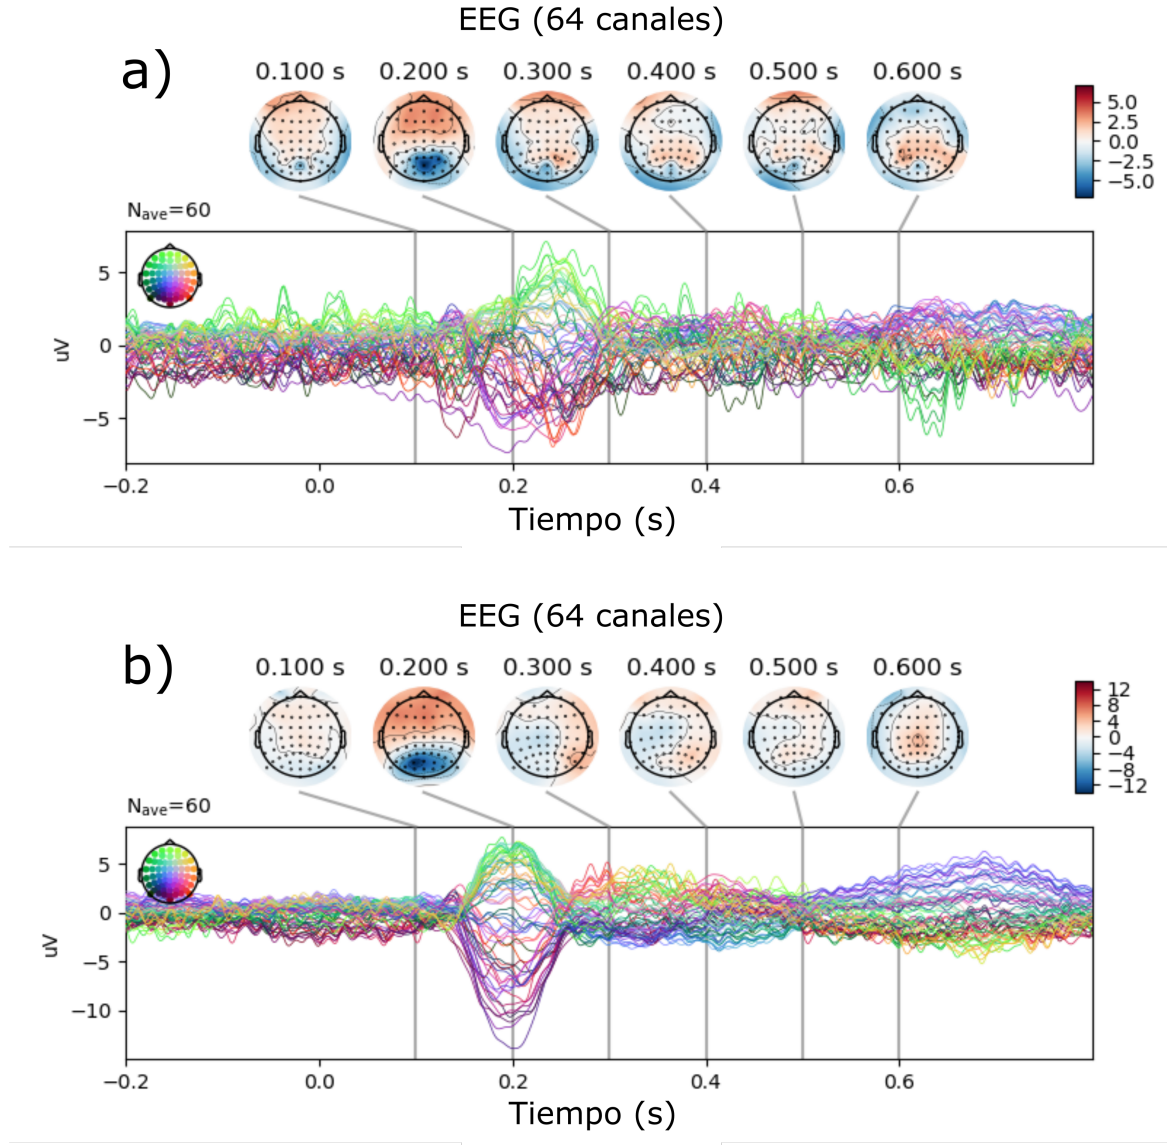 EEG (64 canales)
a)
0.100 s 0.200 s 0.300 s 0.400 s 0.500 s 0.600 s
5.0
2.5
0.0
−2.5
−5.0
Nave=60
5
0
−5
uV
−0.2 0.0 0.2 0.4 0.6
Tiempo (s)
EEG (64 canales)
b)
0.100 s 0.200 s 0.300 s 0.400 s 0.500 s 0.600 s
12
8
4
0
−4
−8
−12
Nave=60
5
0
−5
−10
uV
−0.2 0.0 0.2 0.4 0.6
Tiempo (s)